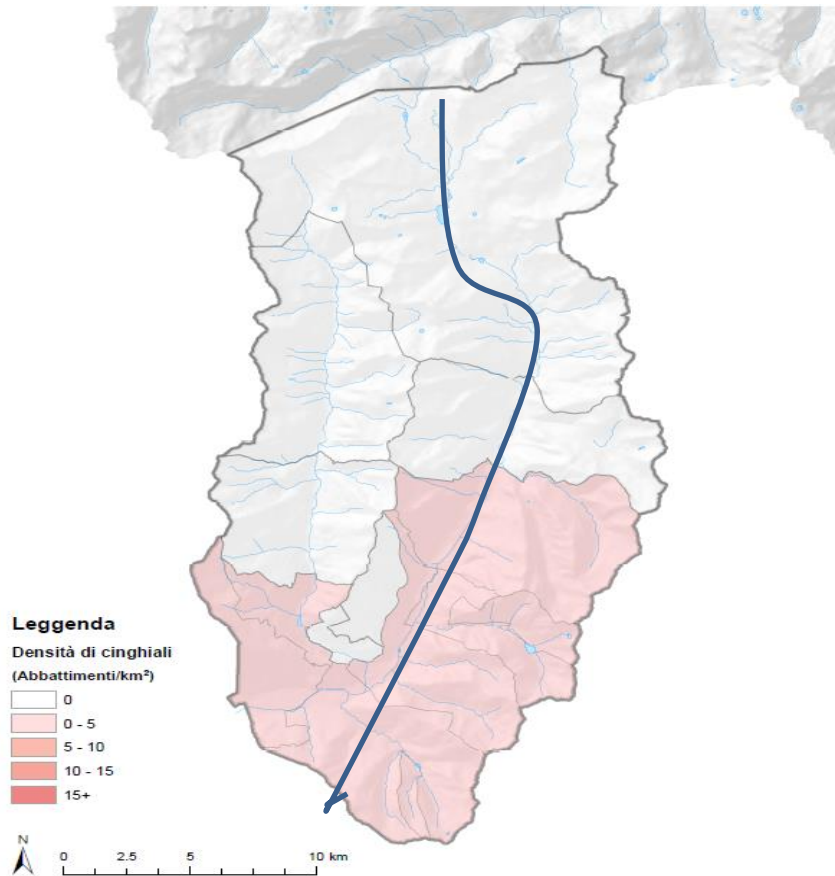 Leggenda
Densità di cinghiali
(Abbattimenti/km²)
0
0 - 5
5 - 10
10 - 15
15+
N
0 2.5 5 10 km